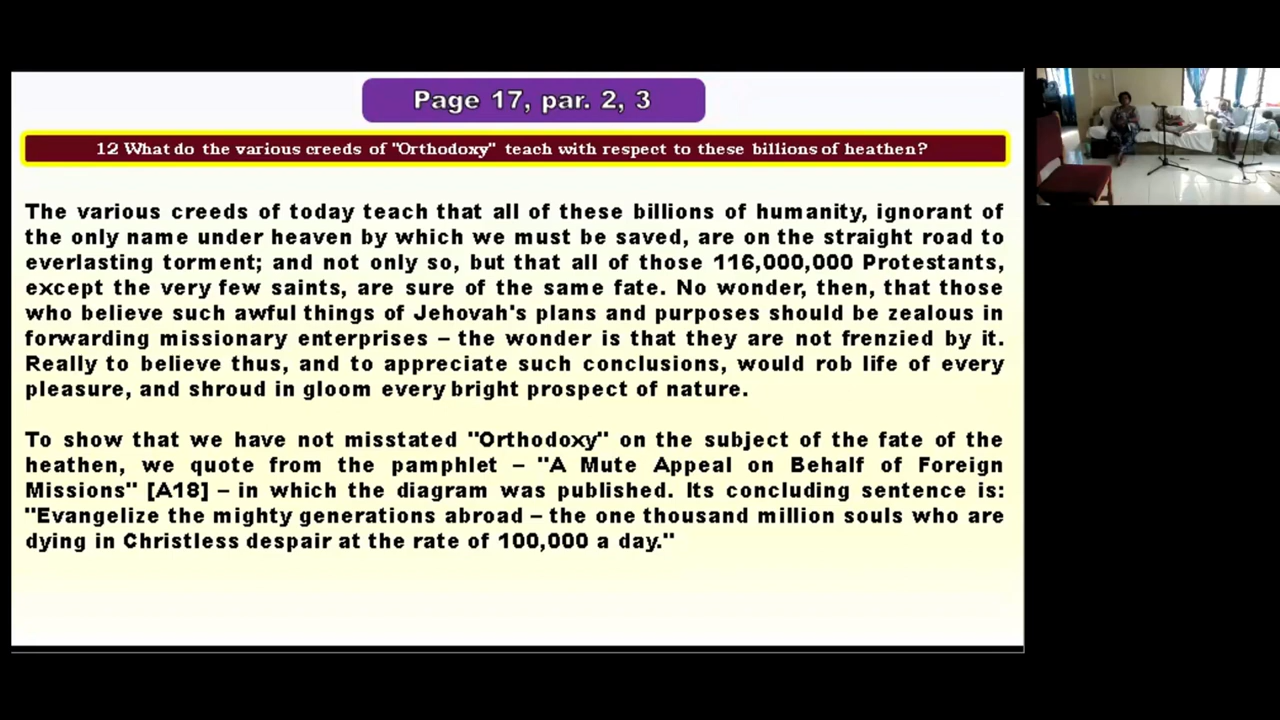 Page 17, par. 2, 3
12 What do the various creeds of "Orthodoxy" teach with respect to these billions of heathen?
The various creeds of today teach that all of these billions of humanity, ignorant of
the only name under heaven by which we must be saved, are on the straight road to
everlasting torment; and not only so, but that all of those 116,000,000 Protestants,
except the very few saints, are sure of the same fate. No wonder, then, that those
who believe such awful things of Jehovah's plans and purposes should be zealous in
forwarding missionary enterprises – the wonder is that they are not frenzied by it.
Really to believe thus, and to appreciate such conclusions, would rob life of every
pleasure, and shroud in gloom every bright prospect of nature.
To show that we have not misstated "Orthodoxy" on the subject of the fate of the
heathen, we quote from the pamphlet – "A Mute Appeal on Behalf of Foreign
Missions" [A18] – in which the diagram was published. Its concluding sentence is:
"Evangelize the mighty generations abroad – the one thousand million souls who are
dying in Christless despair at the rate of 100,000 a day."